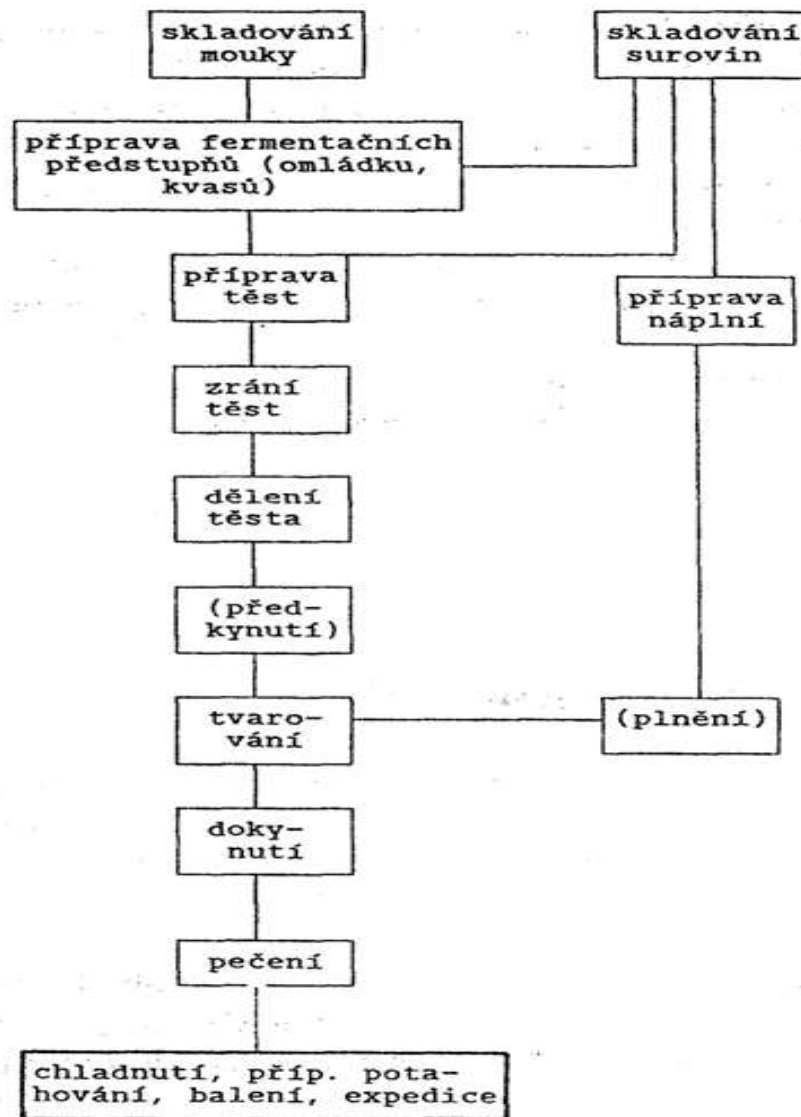 skladování
mouky
skladování
surovin
příprava fermentačních
předstupňů (omládku,
kvasů)
příprava
těst
příprava
náplní
zrání
těst
dělení
těsta
(před-
kynutí)
tvaro-
vání
(plnění)
doky-
nutí
pečení
chladnutí, příp. pota-
hování, balení, expedice